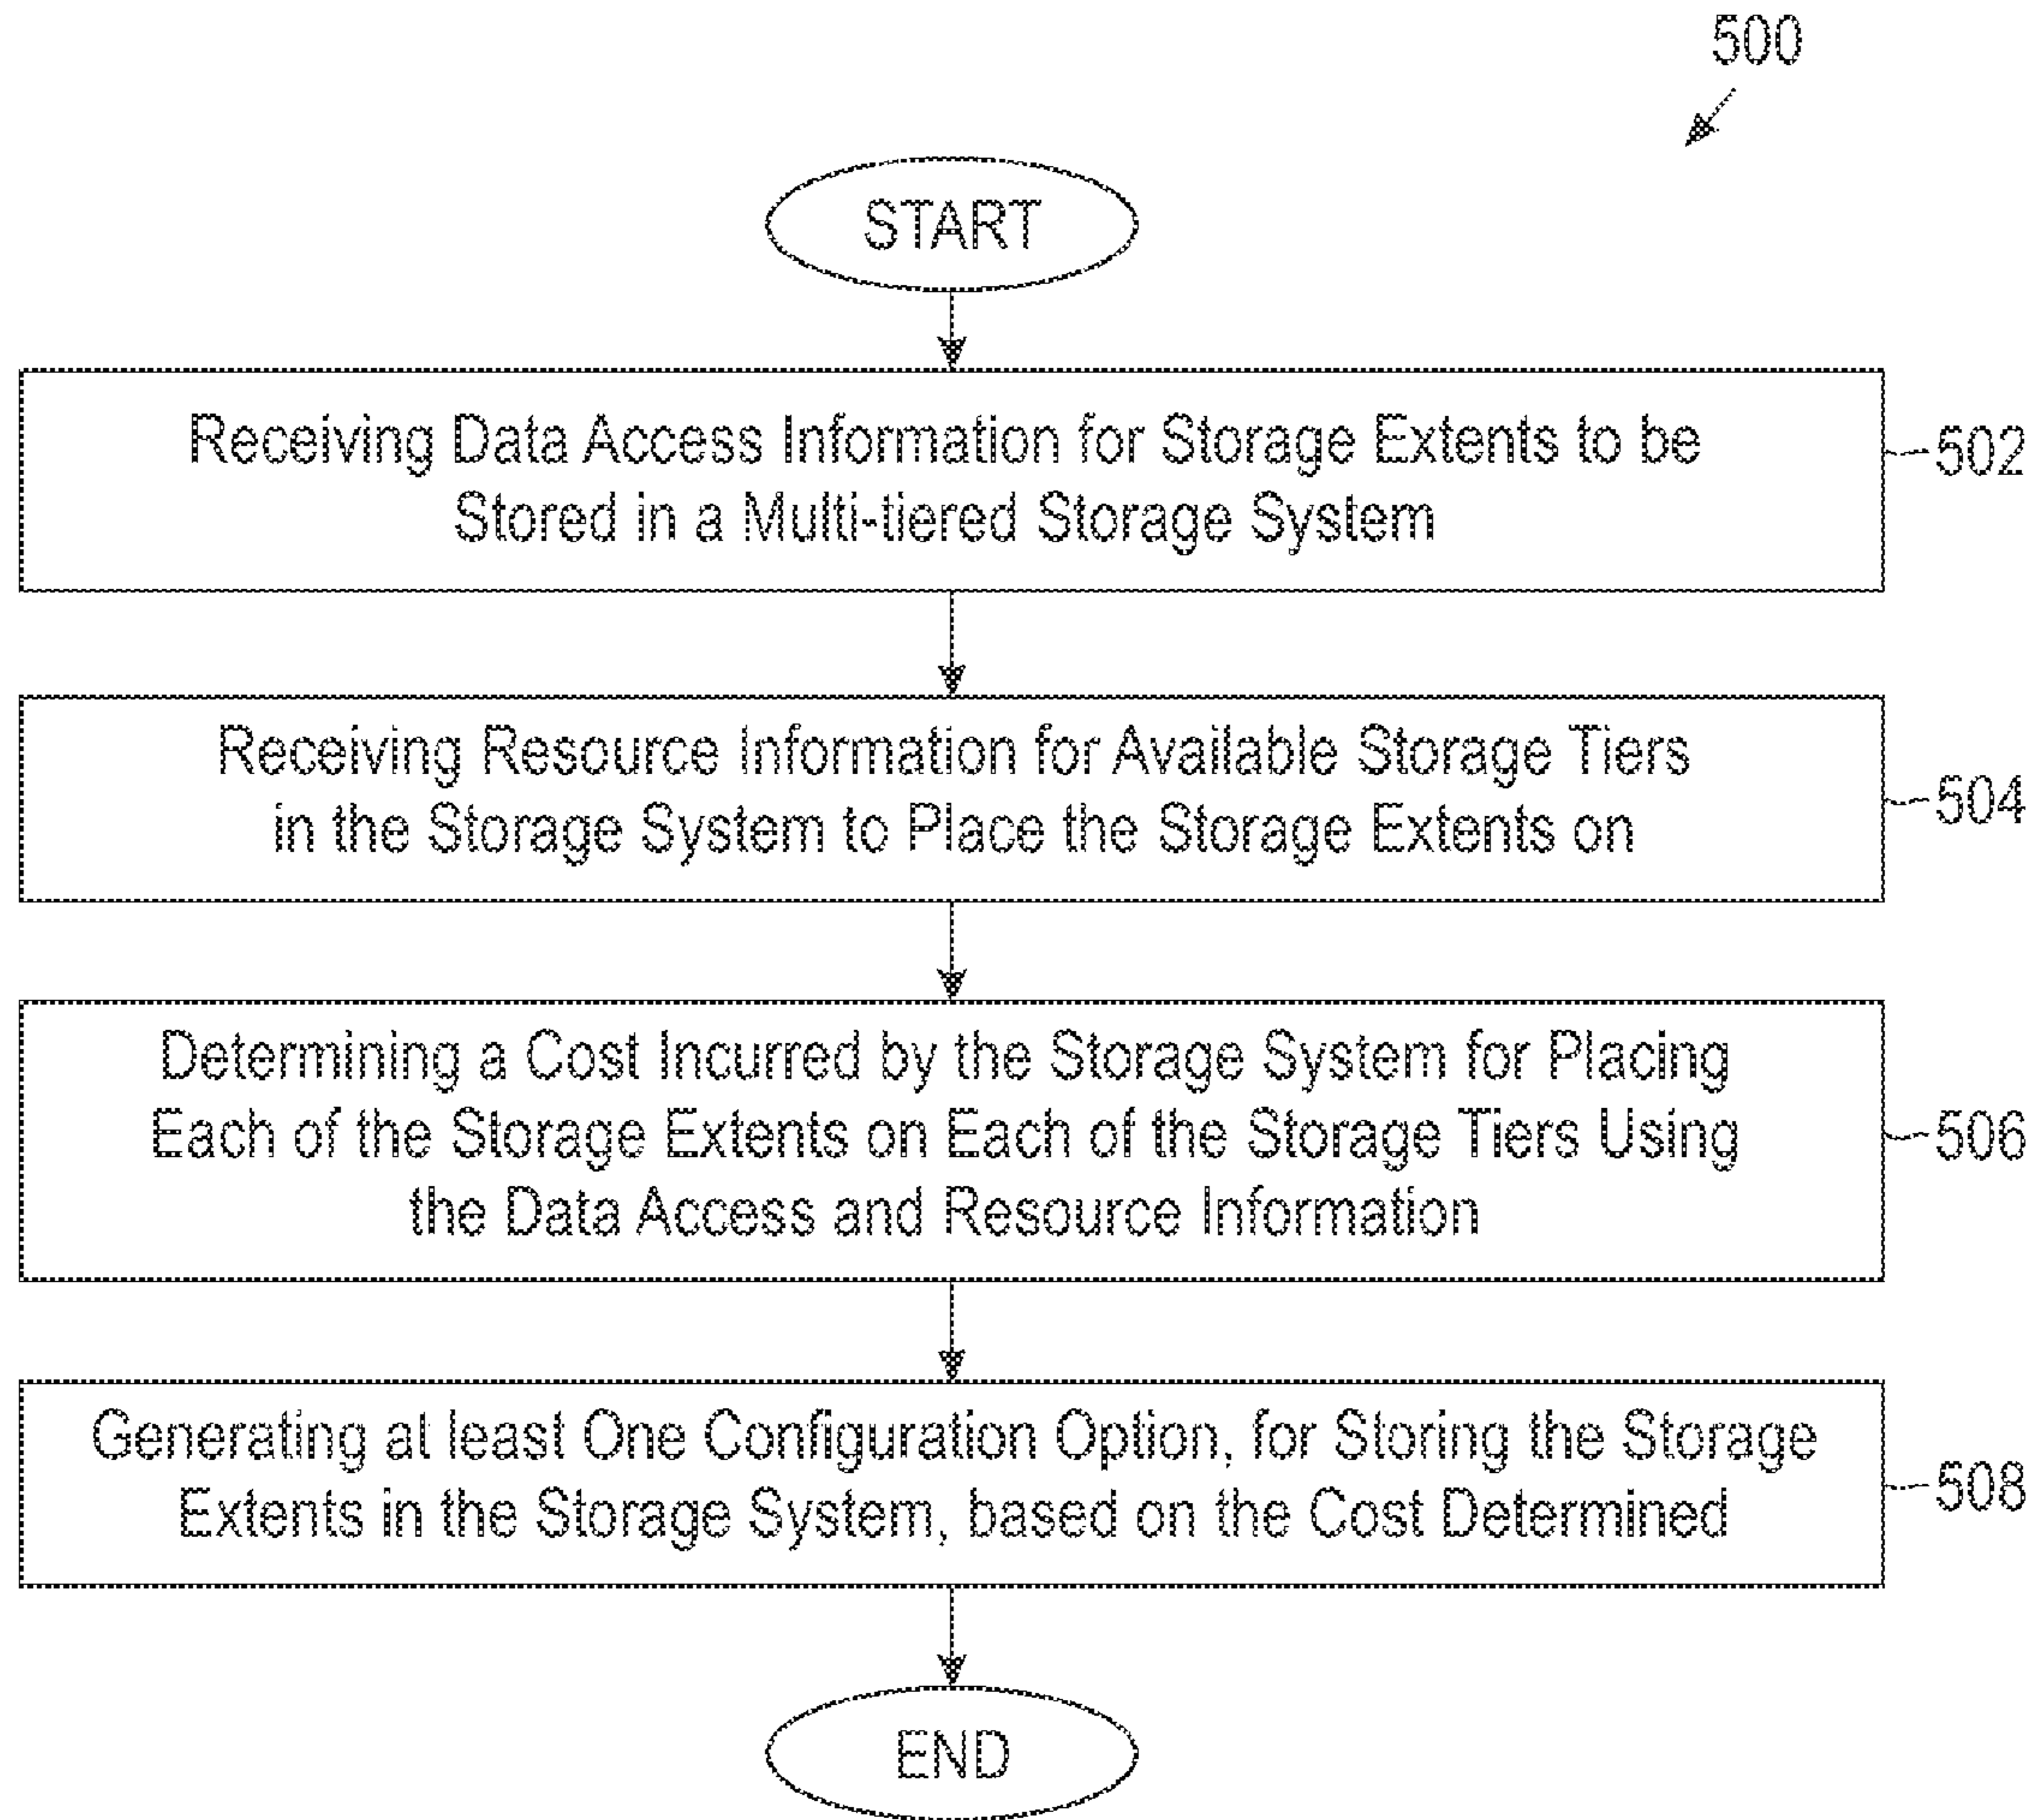 500
START
Receiving Data Access Information for Storage Extents to be
Stored in a Multi-tiered Storage System
502
Receiving Resource Information for Available Storage Tiers
in the Storage System to Place the Storage Extents on
504
Determining a Cost Incurred by the Storage System for Placing
Each of the Storage Extents on Each of the Storage Tiers Using
the Data Access and Resource Information
506
Generating at least One Configuration Option, for Storing the Storage
Extents in the Storage System, based on the Cost Determined
508
END